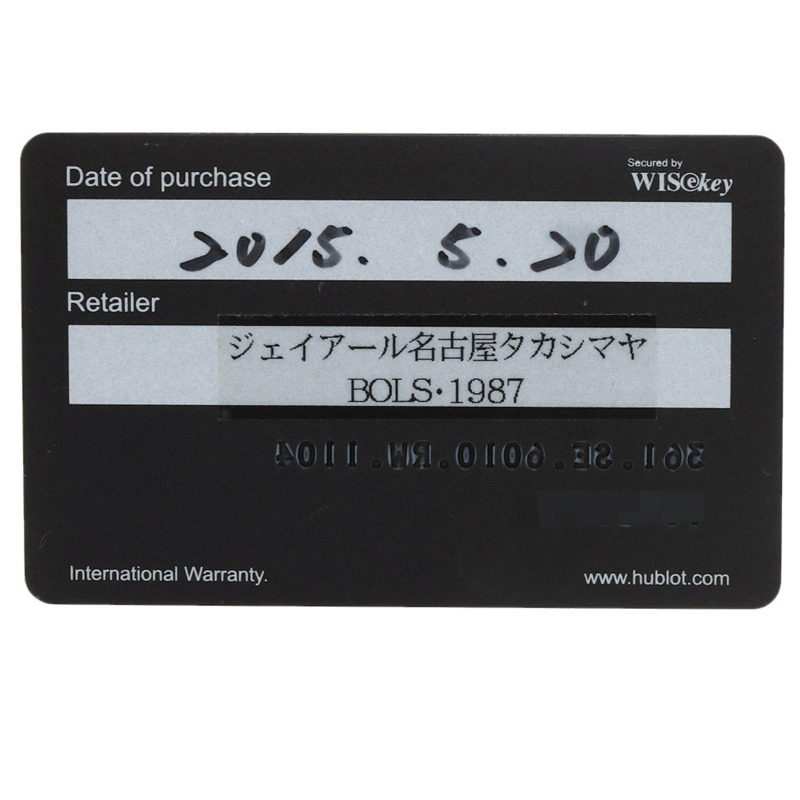 Secured by
WISekey
Date of purchase
2015. 5. 20
Retailer
ジェイアール名古屋タカシマヤ
BOLS・1987
361.SE.6010.RW.1104
International Warranty.
www.hublot.com